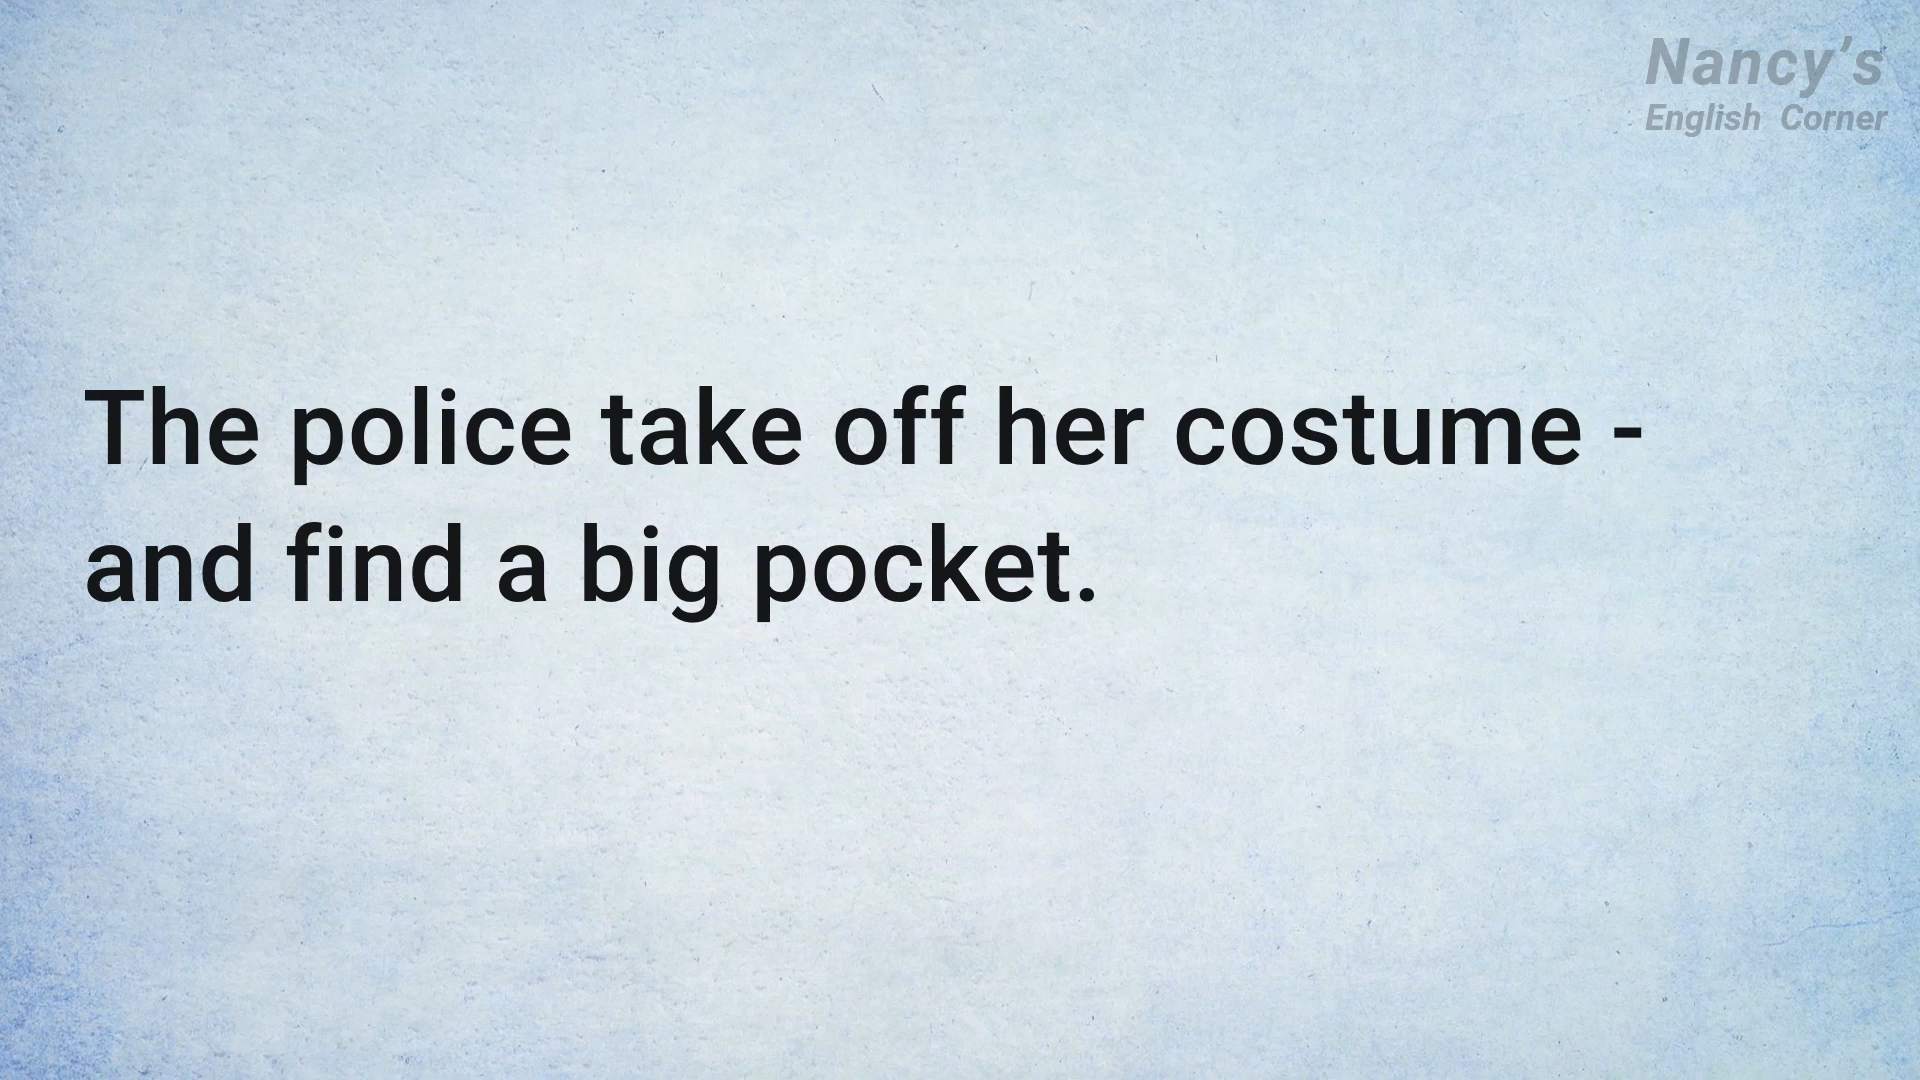 Nancy’s
English Corner
The police take off her costume -
and find a big pocket.